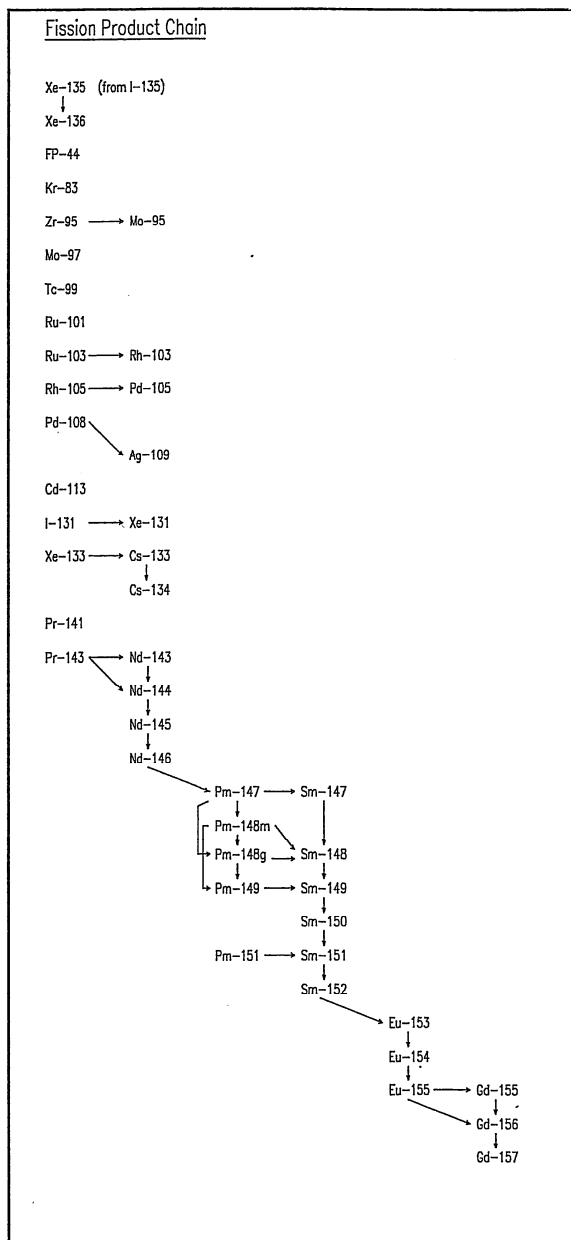 Fission Product Chain
Xe-135 (from I-135)
Xe-136
FP-44
Kr-83
Zr-95 Mo-95
Mo-97
Tc-99
Ru-101
Ru-103 Rh-103
Rh-105 Pd-105
Pd-108
Ag-109
Cd-113
I-131 Xe-131
Xe-133 Cs-133
Cs-134
Pr-141
Pr-143 Nd-143
Nd-144
Nd-145
Nd-146
Pm-147 Sm-147
Pm-148m
Pm-148g Sm-148
Pm-149 Sm-149
Sm-150
Pm-151 Sm-151
Sm-152
Eu-153
Eu-154
Eu-155 Gd-155
Gd-156
Gd-157